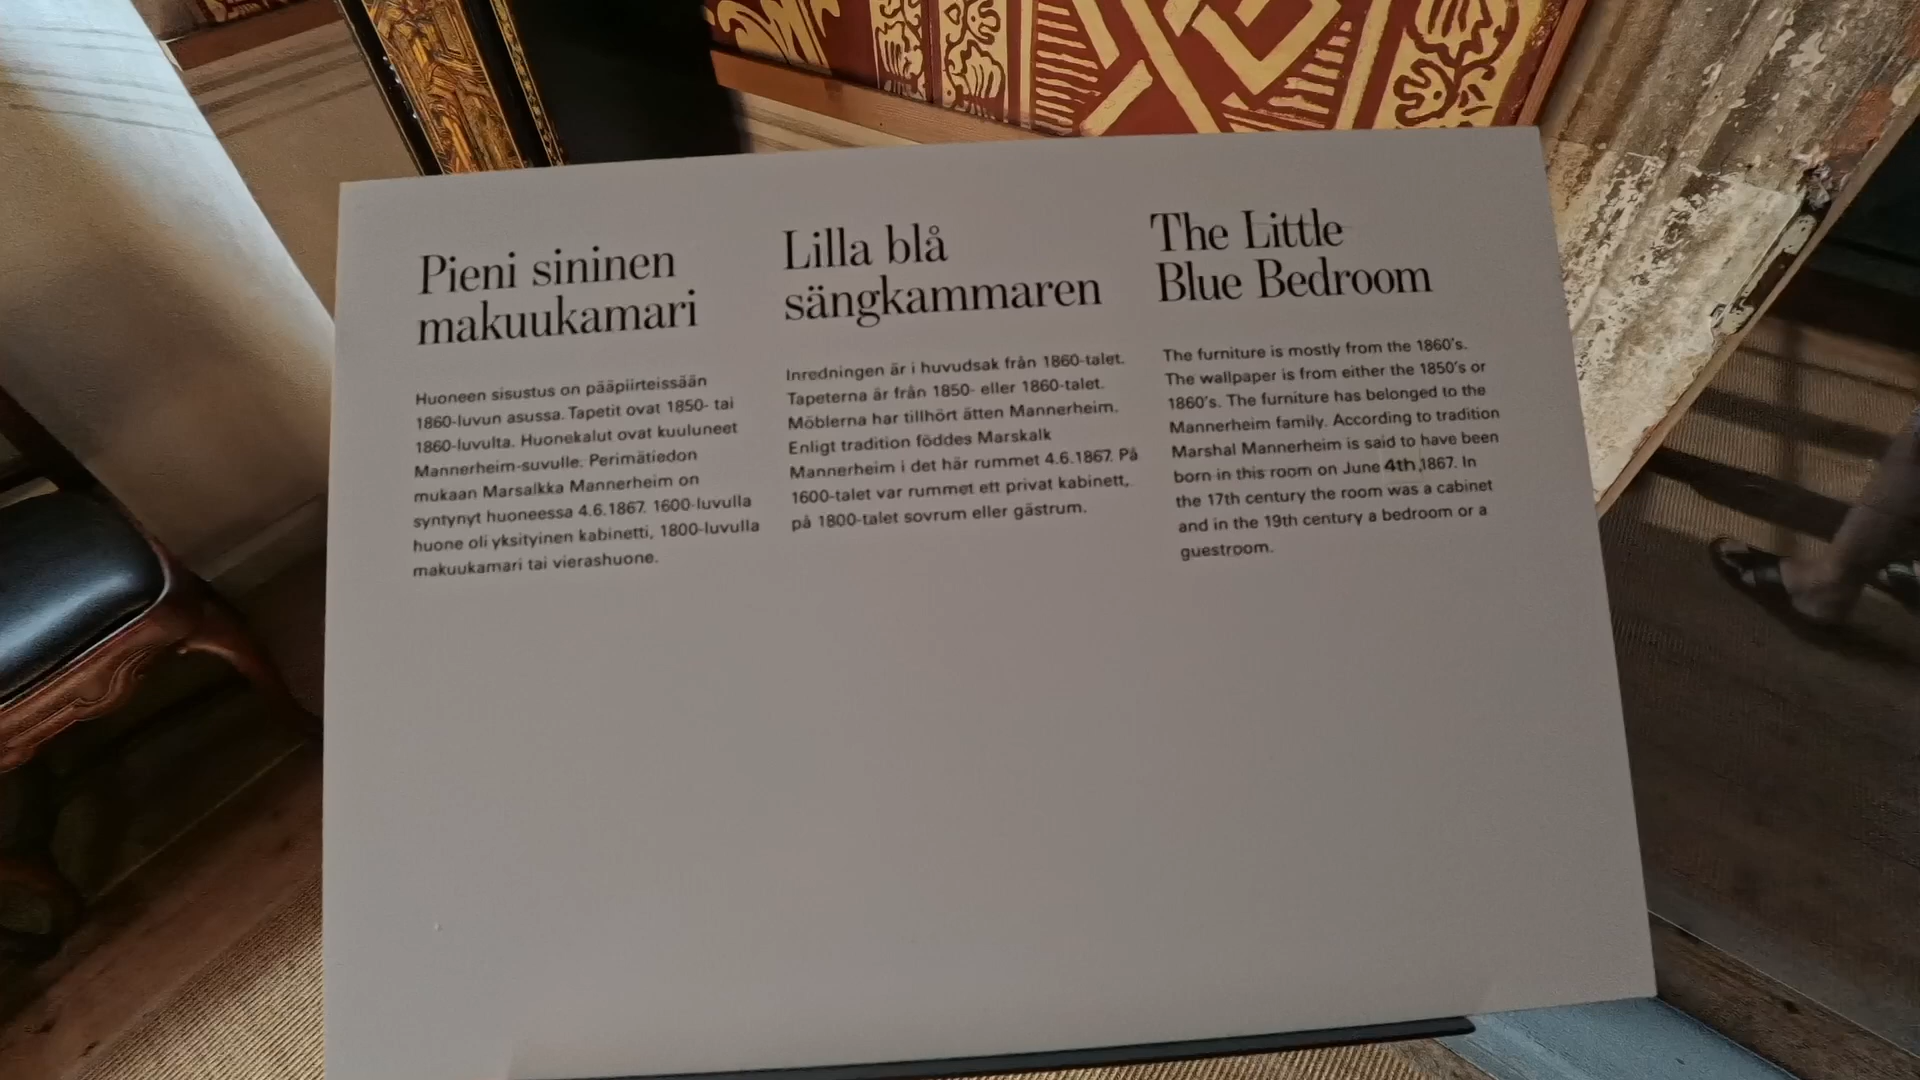 Pieni sininen
makuukamari
Huoneen sisustus on pääpiirteissään
1860-luvun asussa. Tapetit ovat 1850- tai
1860-luvulta. Huonekalut ovat kuuluneet
Mannerheim-suvulle. Perimätiedon
mukaan Marsalkka Mannerheim on
syntynyt huoneessa 4.6.1867. 1600-luvulla
huone oli yksityinen kabinetti, 1800-luvulla
makuukamari tai vierashuone.
Lilla blå
sängkammaren
Inredningen är i huvudsak från 1860-talet.
Tapeterna är från 1850- eller 1860-talet.
Möblerna har tillhört ätten Mannerheim.
Enligt tradition föddes Marskalk
Mannerheim i det här rummet 4.6.1867. På
1600-talet var rummet ett privat kabinett,
på 1800-talet sovrum eller gästrum.
The Little
Blue Bedroom
The furniture is mostly from the 1860's.
The wallpaper is from either the 1850's or
1860's. The furniture has belonged to the
Mannerheim family. According to tradition
Marshal Mannerheim is said to have been
born in this room on June 4th,1867. In
the 17th century the room was a cabinet
and in the 19th century a bedroom or a
guestroom.